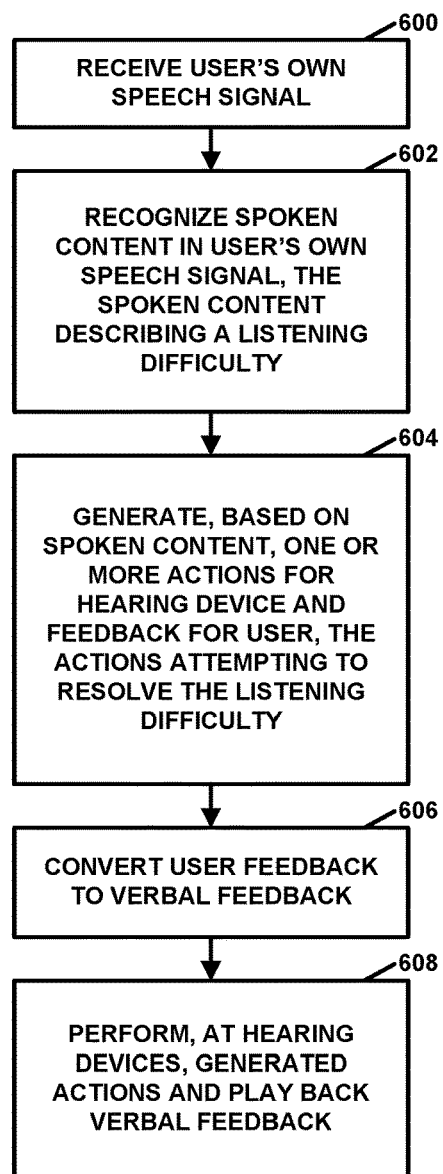 600
RECEIVE USER'S OWN
SPEECH SIGNAL
602
RECOGNIZE SPOKEN
CONTENT IN USER'S OWN
SPEECH SIGNAL, THE
SPOKEN CONTENT
DESCRIBING A LISTENING
DIFFICULTY
604
GENERATE, BASED ON
SPOKEN CONTENT, ONE OR
MORE ACTIONS FOR
HEARING DEVICE AND
FEEDBACK FOR USER, THE
ACTIONS ATTEMPTING TO
RESOLVE THE LISTENING
DIFFICULTY
606
CONVERT USER FEEDBACK
TO VERBAL FEEDBACK
608
PERFORM, AT HEARING
DEVICES, GENERATED
ACTIONS AND PLAY BACK
VERBAL FEEDBACK